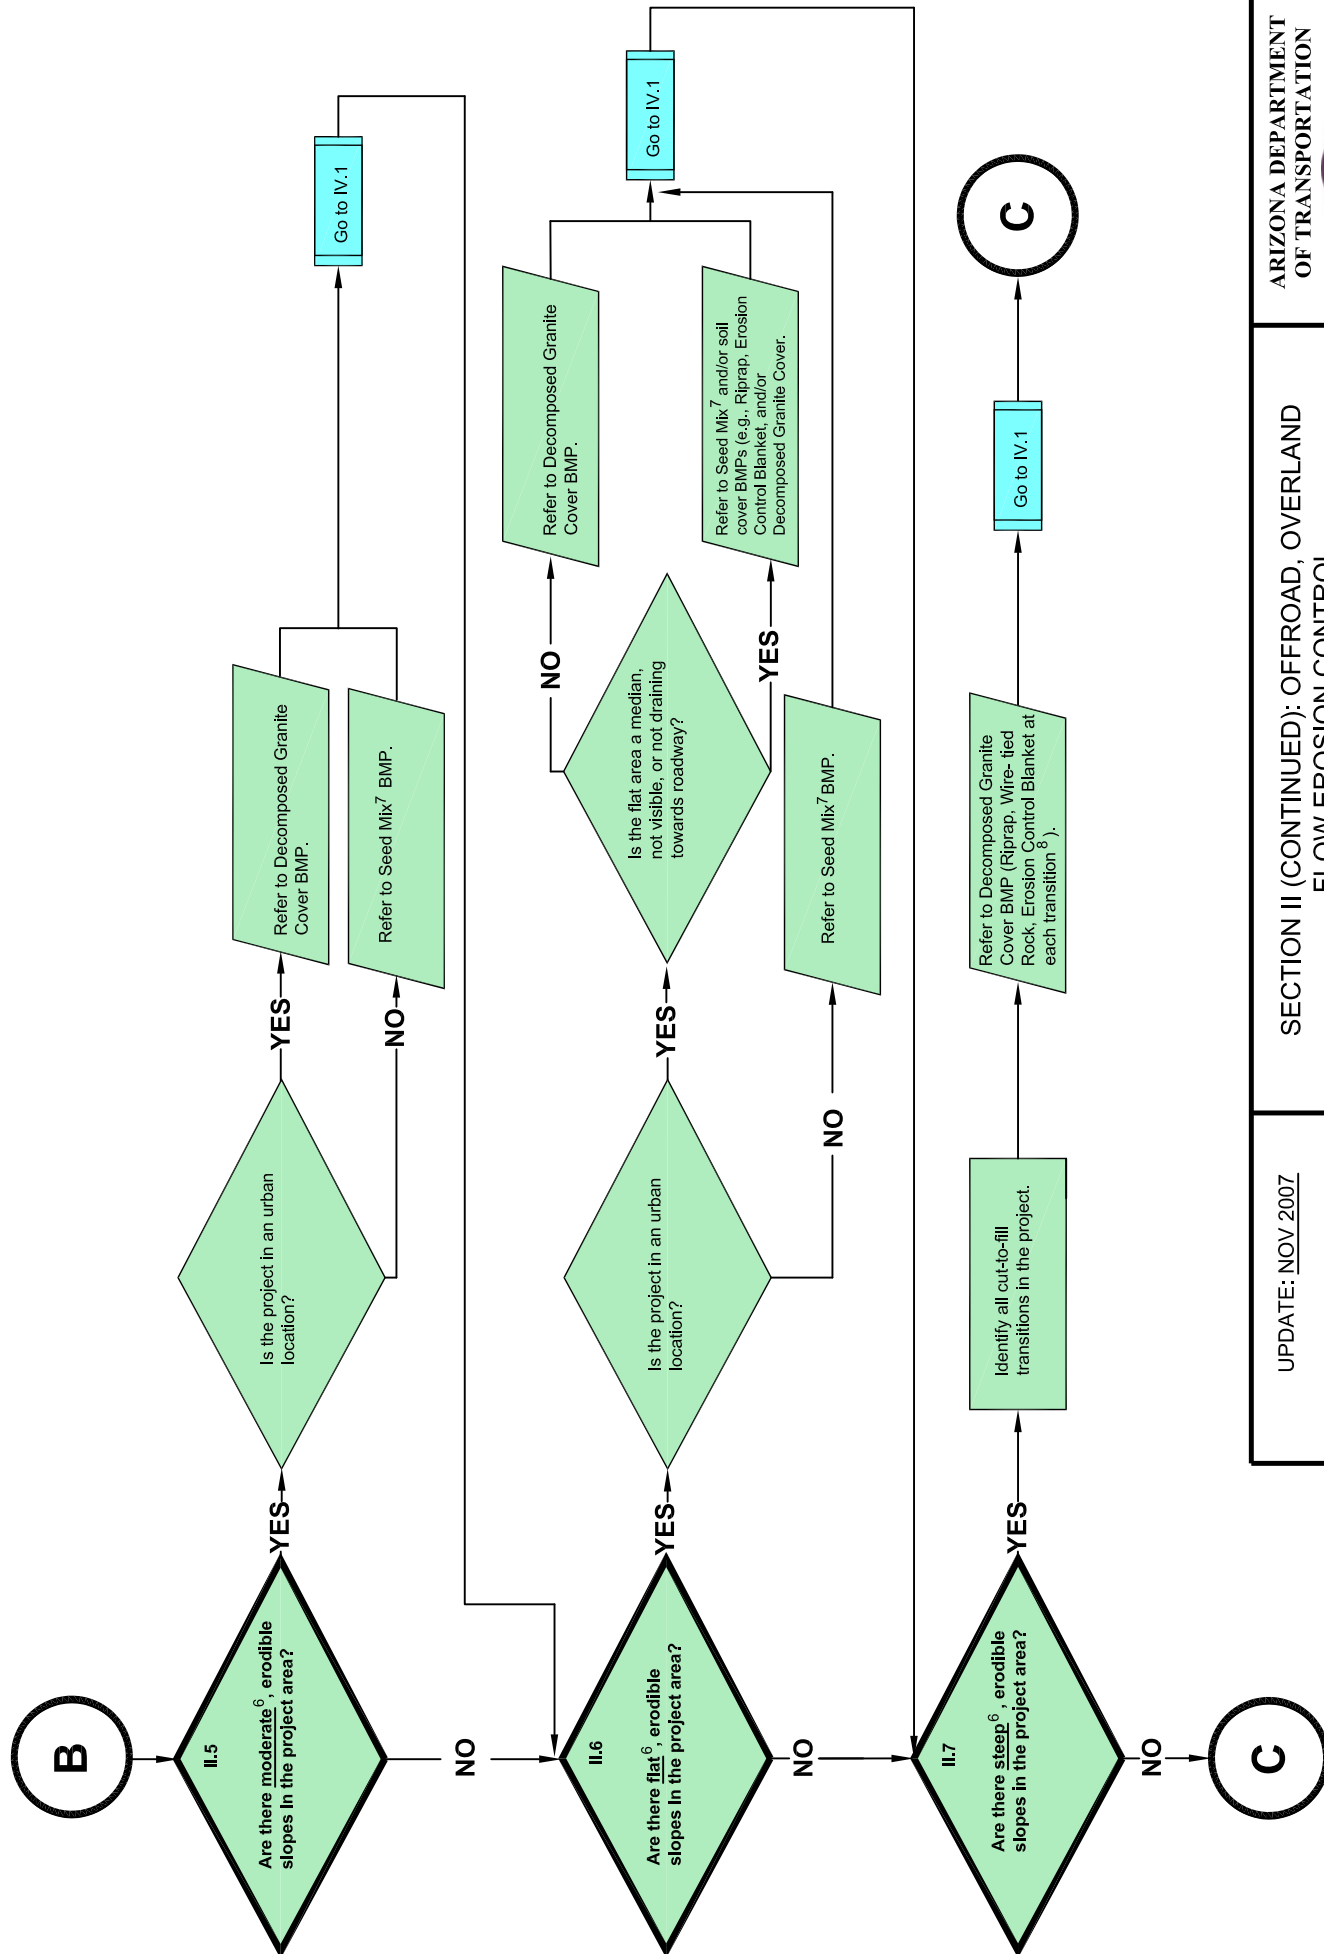 B
II.5
Are there moderate⁶, erodible
slopes In the project area?
YES
Is the project in an urban
location?
YES
Refer to Decomposed Granite
Cover BMP.
NO
Refer to Seed Mix⁷ BMP.
Go to IV.1
NO
II.6
Are there flat⁶, erodible
slopes In the project area?
YES
Is the project in an urban
location?
YES
Is the flat area a median,
not visible, or not draining
towards roadway?
NO
Refer to Decomposed Granite
Cover BMP.
YES
Refer to Seed Mix⁷ and/or soil
cover BMPs (e.g., Riprap, Erosion
Control Blanket, and/or
Decomposed Granite Cover.
NO
Refer to Seed Mix⁷ BMP.
Go to IV.1
NO
II.7
Are there steep⁶, erodible
slopes in the project area?
YES
Identify all cut-to-fill
transitions in the project.
Refer to Decomposed Granite
Cover BMP (Riprap, Wire- tied
Rock, Erosion Control Blanket at
each transition⁸).
Go to IV.1
C
NO
C
UPDATE: NOV 2007
SECTION II (CONTINUED): OFFROAD, OVERLAND
FLOW EROSION CONTROL
ARIZONA DEPARTMENT
OF TRANSPORTATION